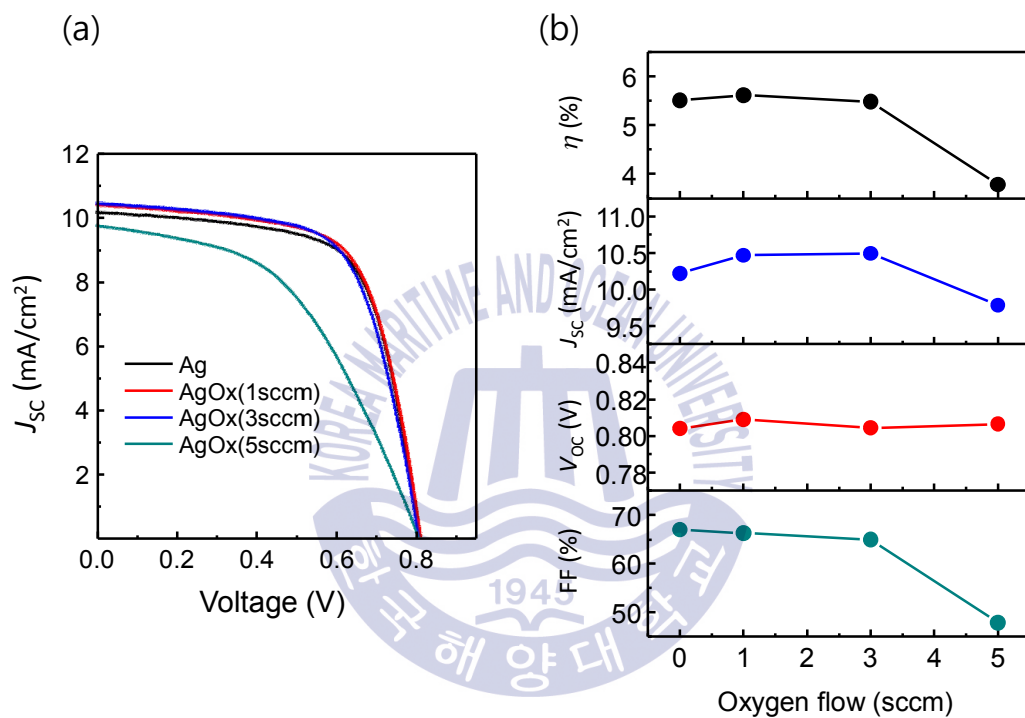 (a)
12
10
8
6
4
2
J_SC (mA/cm²)
Ag
AgOx(1sccm)
AgOx(3sccm)
AgOx(5sccm)
0.0 0.2 0.4 0.6 0.8
Voltage (V)
(b)
6
5
4
η (%)
11.0
10.5
10.0
9.5
J_SC (mA/cm²)
0.84
0.82
0.80
0.78
V_OC (V)
70
60
50
FF (%)
0 1 2 3 4 5
Oxygen flow (sccm)
KOREA MARITIME AND OCEAN UNIVERSITY
1945
한국해양대학교